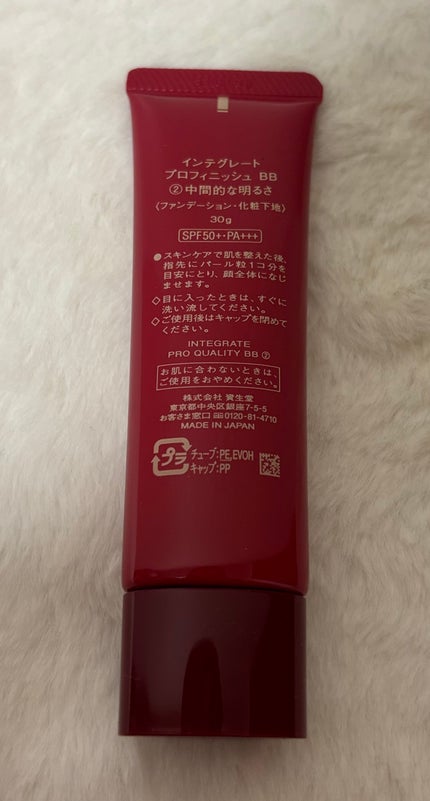 インテグレート
プロフィニッシュ BB
②中間的な明るさ
〈ファンデーション・化粧下地〉
30g
SPF50+・PA+++
●スキンケアで肌を整えた後、
指先にパール粒1コ分を
目安にとり、顔全体になじ
ませます。
◇目に入ったときは、すぐに
洗い流してください。
◇ご使用後はキャップを閉めて
ください。
INTEGRATE
PRO QUALITY BB ②
お肌に合わないときは、
ご使用をおやめください。
株式会社 資生堂
東京都中央区銀座7-5-5
お客さま窓口 0120-81-4710
MADE IN JAPAN
プラ
チューブ:PE,EVOH
キャップ:PP